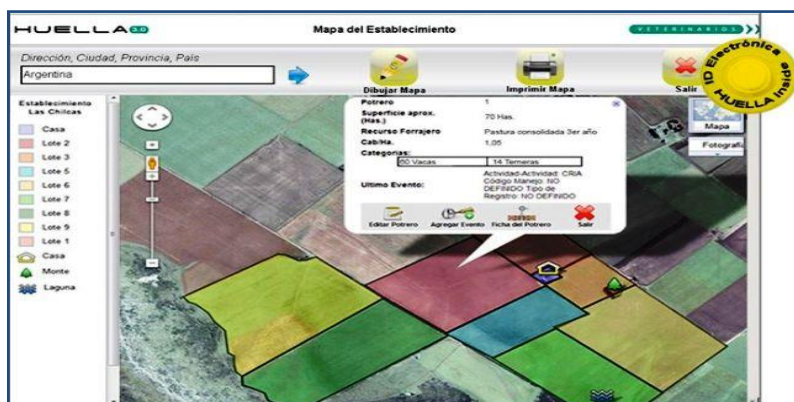 HUELLA 3.0
Mapa del Establecimiento
VETERINARIOS
Dirección, Ciudad, Provincia, País
Argentina
Dibujar Mapa
Imprimir Mapa
Salir
ID Electrónica
HUELLA Inside
Establecimiento
Las Chilcas
Casa
Lote 2
Lote 3
Lote 5
Lote 6
Lote 7
Lote 8
Lote 9
Lote 1
Casa
Monte
Laguna
Potrero 1
Superficie aprox. (Has.) 70 Has.
Recurso Forrajero Pastura consolidada 3er año
Cab/Ha. 1,05
Categorias:
60 Vacas 14 Terneras
Ultimo Evento:
Actividad-Actividad: CRIA
Código Manejo: NO
DEFINIDO Tipo de
Registro: NO DEFINIDO
Editar Potrero Agregar Evento Ficha del Potrero Salir
Mapa
Fotografí